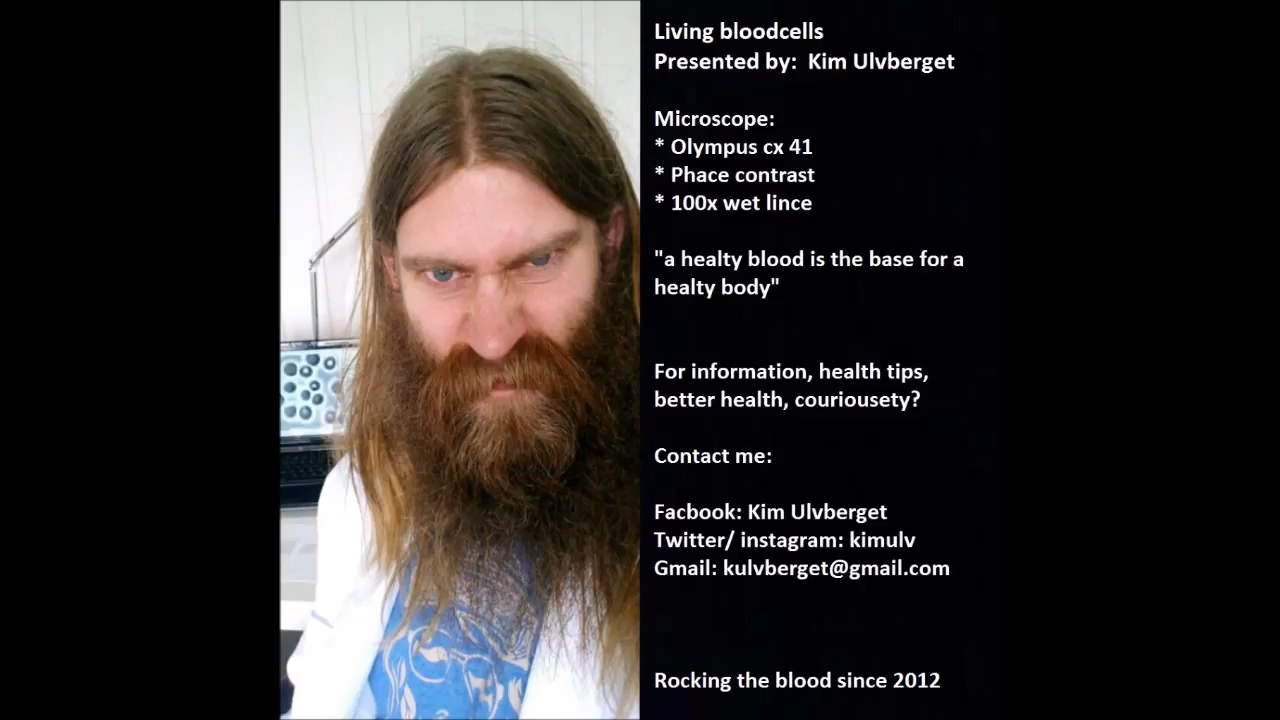 Living bloodcells
Presented by:  Kim Ulvberget
Microscope:
* Olympus cx 41
* Phace contrast
* 100x wet lince
"a healty blood is the base for a
healty body"
For information, health tips,
better health, couriousety?
Contact me:
Facbook: Kim Ulvberget
Twitter/ instagram: kimulv
Gmail: kulvberget@gmail.com
Rocking the blood since 2012